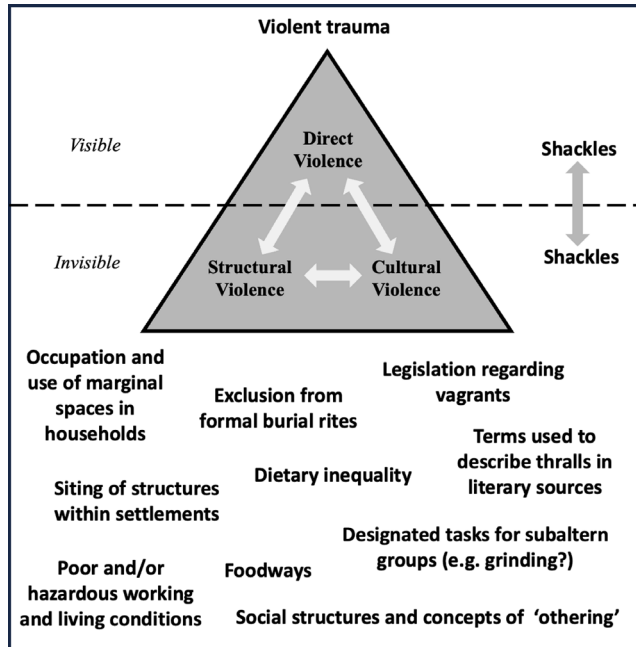 Violent trauma
Visible
Direct
Violence
Shackles
Invisible
Structural
Violence
Cultural
Violence
Shackles
Occupation and
use of marginal
spaces in
households
Exclusion from
formal burial rites
Legislation regarding
vagrants
Siting of structures
within settlements
Dietary inequality
Terms used to
describe thralls in
literary sources
Poor and/or
hazardous working
and living conditions
Foodways
Designated tasks for subaltern
groups (e.g. grinding?)
Social structures and concepts of ‘othering’